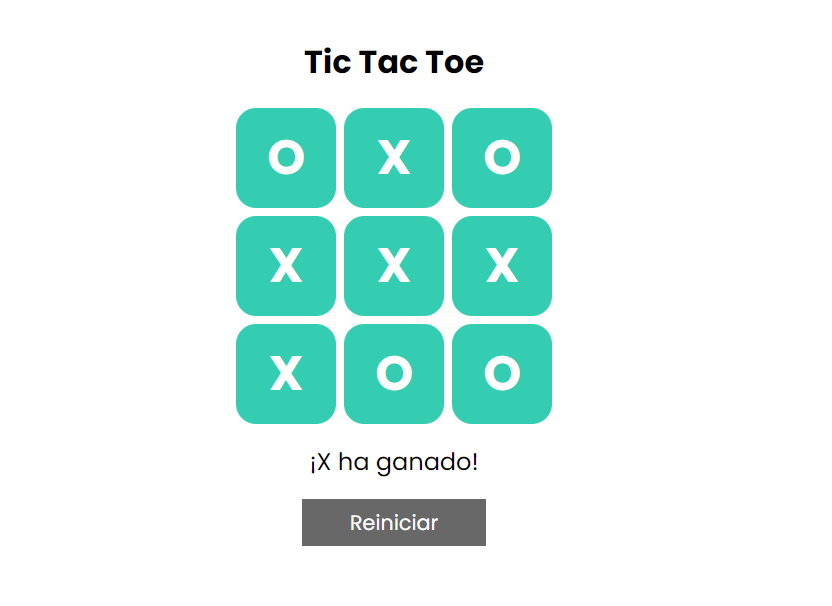 Tic Tac Toe
O X O
X X X
X O O
¡X ha ganado!
Reiniciar